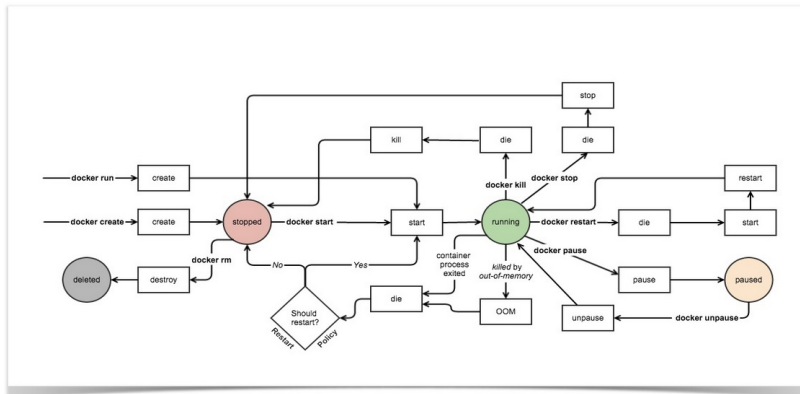 stop
kill
die
die
docker run
create
docker kill
docker stop
restart
docker create
create
stopped
docker start
start
running
docker restart
die
start
docker rm
No
Yes
container
process
exited
killed by
out-of-memory
docker pause
deleted
destroy
pause
paused
Should
restart?
Restart
Policy
die
OOM
unpause
docker unpause